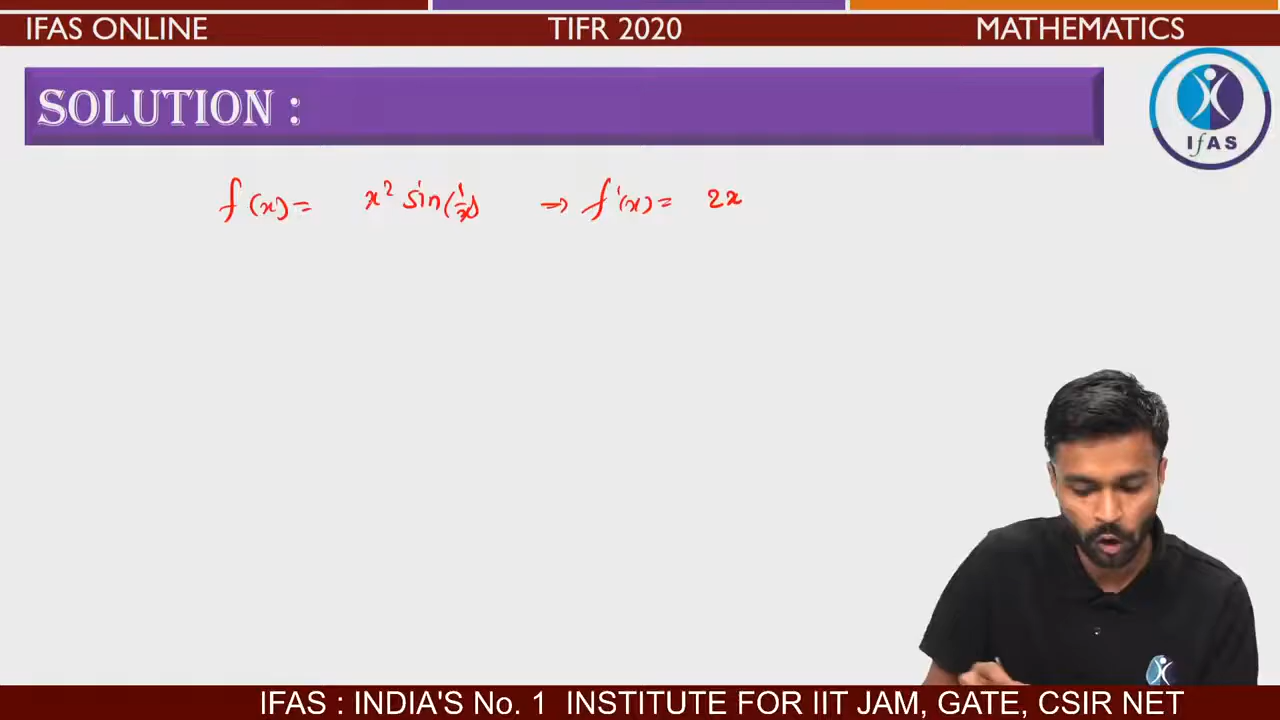 IFAS ONLINE TIFR 2020 MATHEMATICS
SOLUTION :
IfAS
f(x) = x² sin(1/x) ⇒ f'(x) = 2x
IFAS : INDIA'S No. 1 INSTITUTE FOR IIT JAM, GATE, CSIR NET